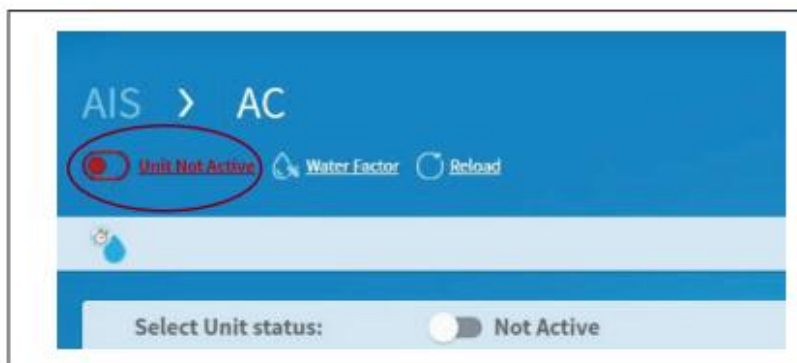 AIS > AC
Unit Not Active Water Factor Reload
Select Unit status: Not Active